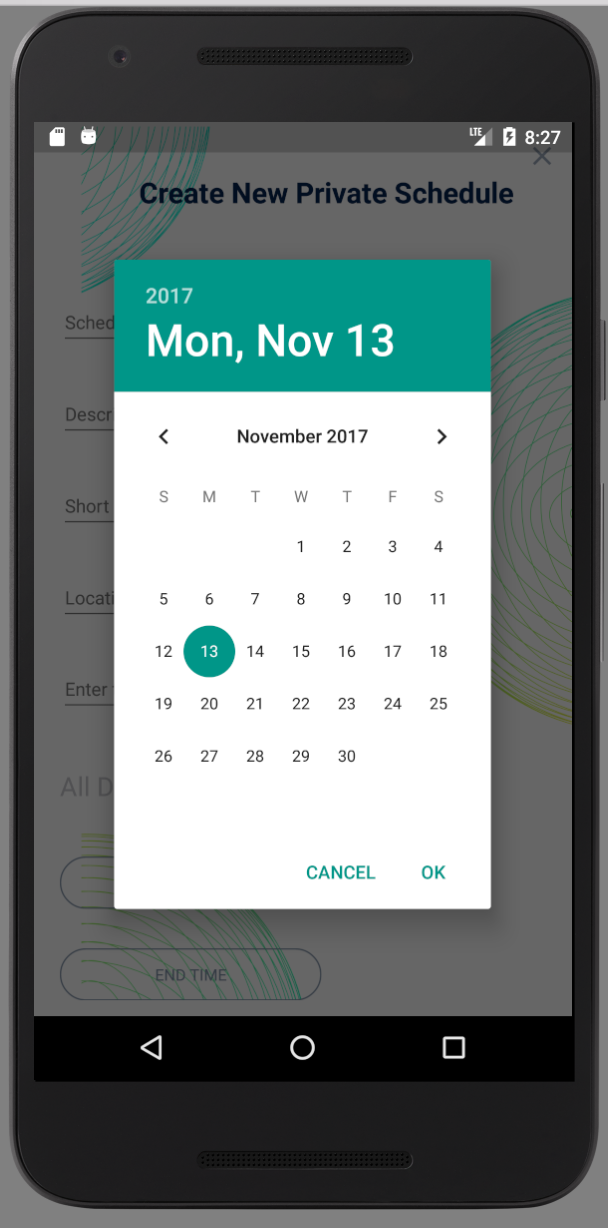 LTE 8:27
Create New Private Schedule
2017
Mon, Nov 13
Sched
Descr
Short
Locati
Enter
All D
November 2017
S M T W T F S
1 2 3 4
5 6 7 8 9 10 11
12 13 14 15 16 17 18
19 20 21 22 23 24 25
26 27 28 29 30
CANCEL OK
END TIME